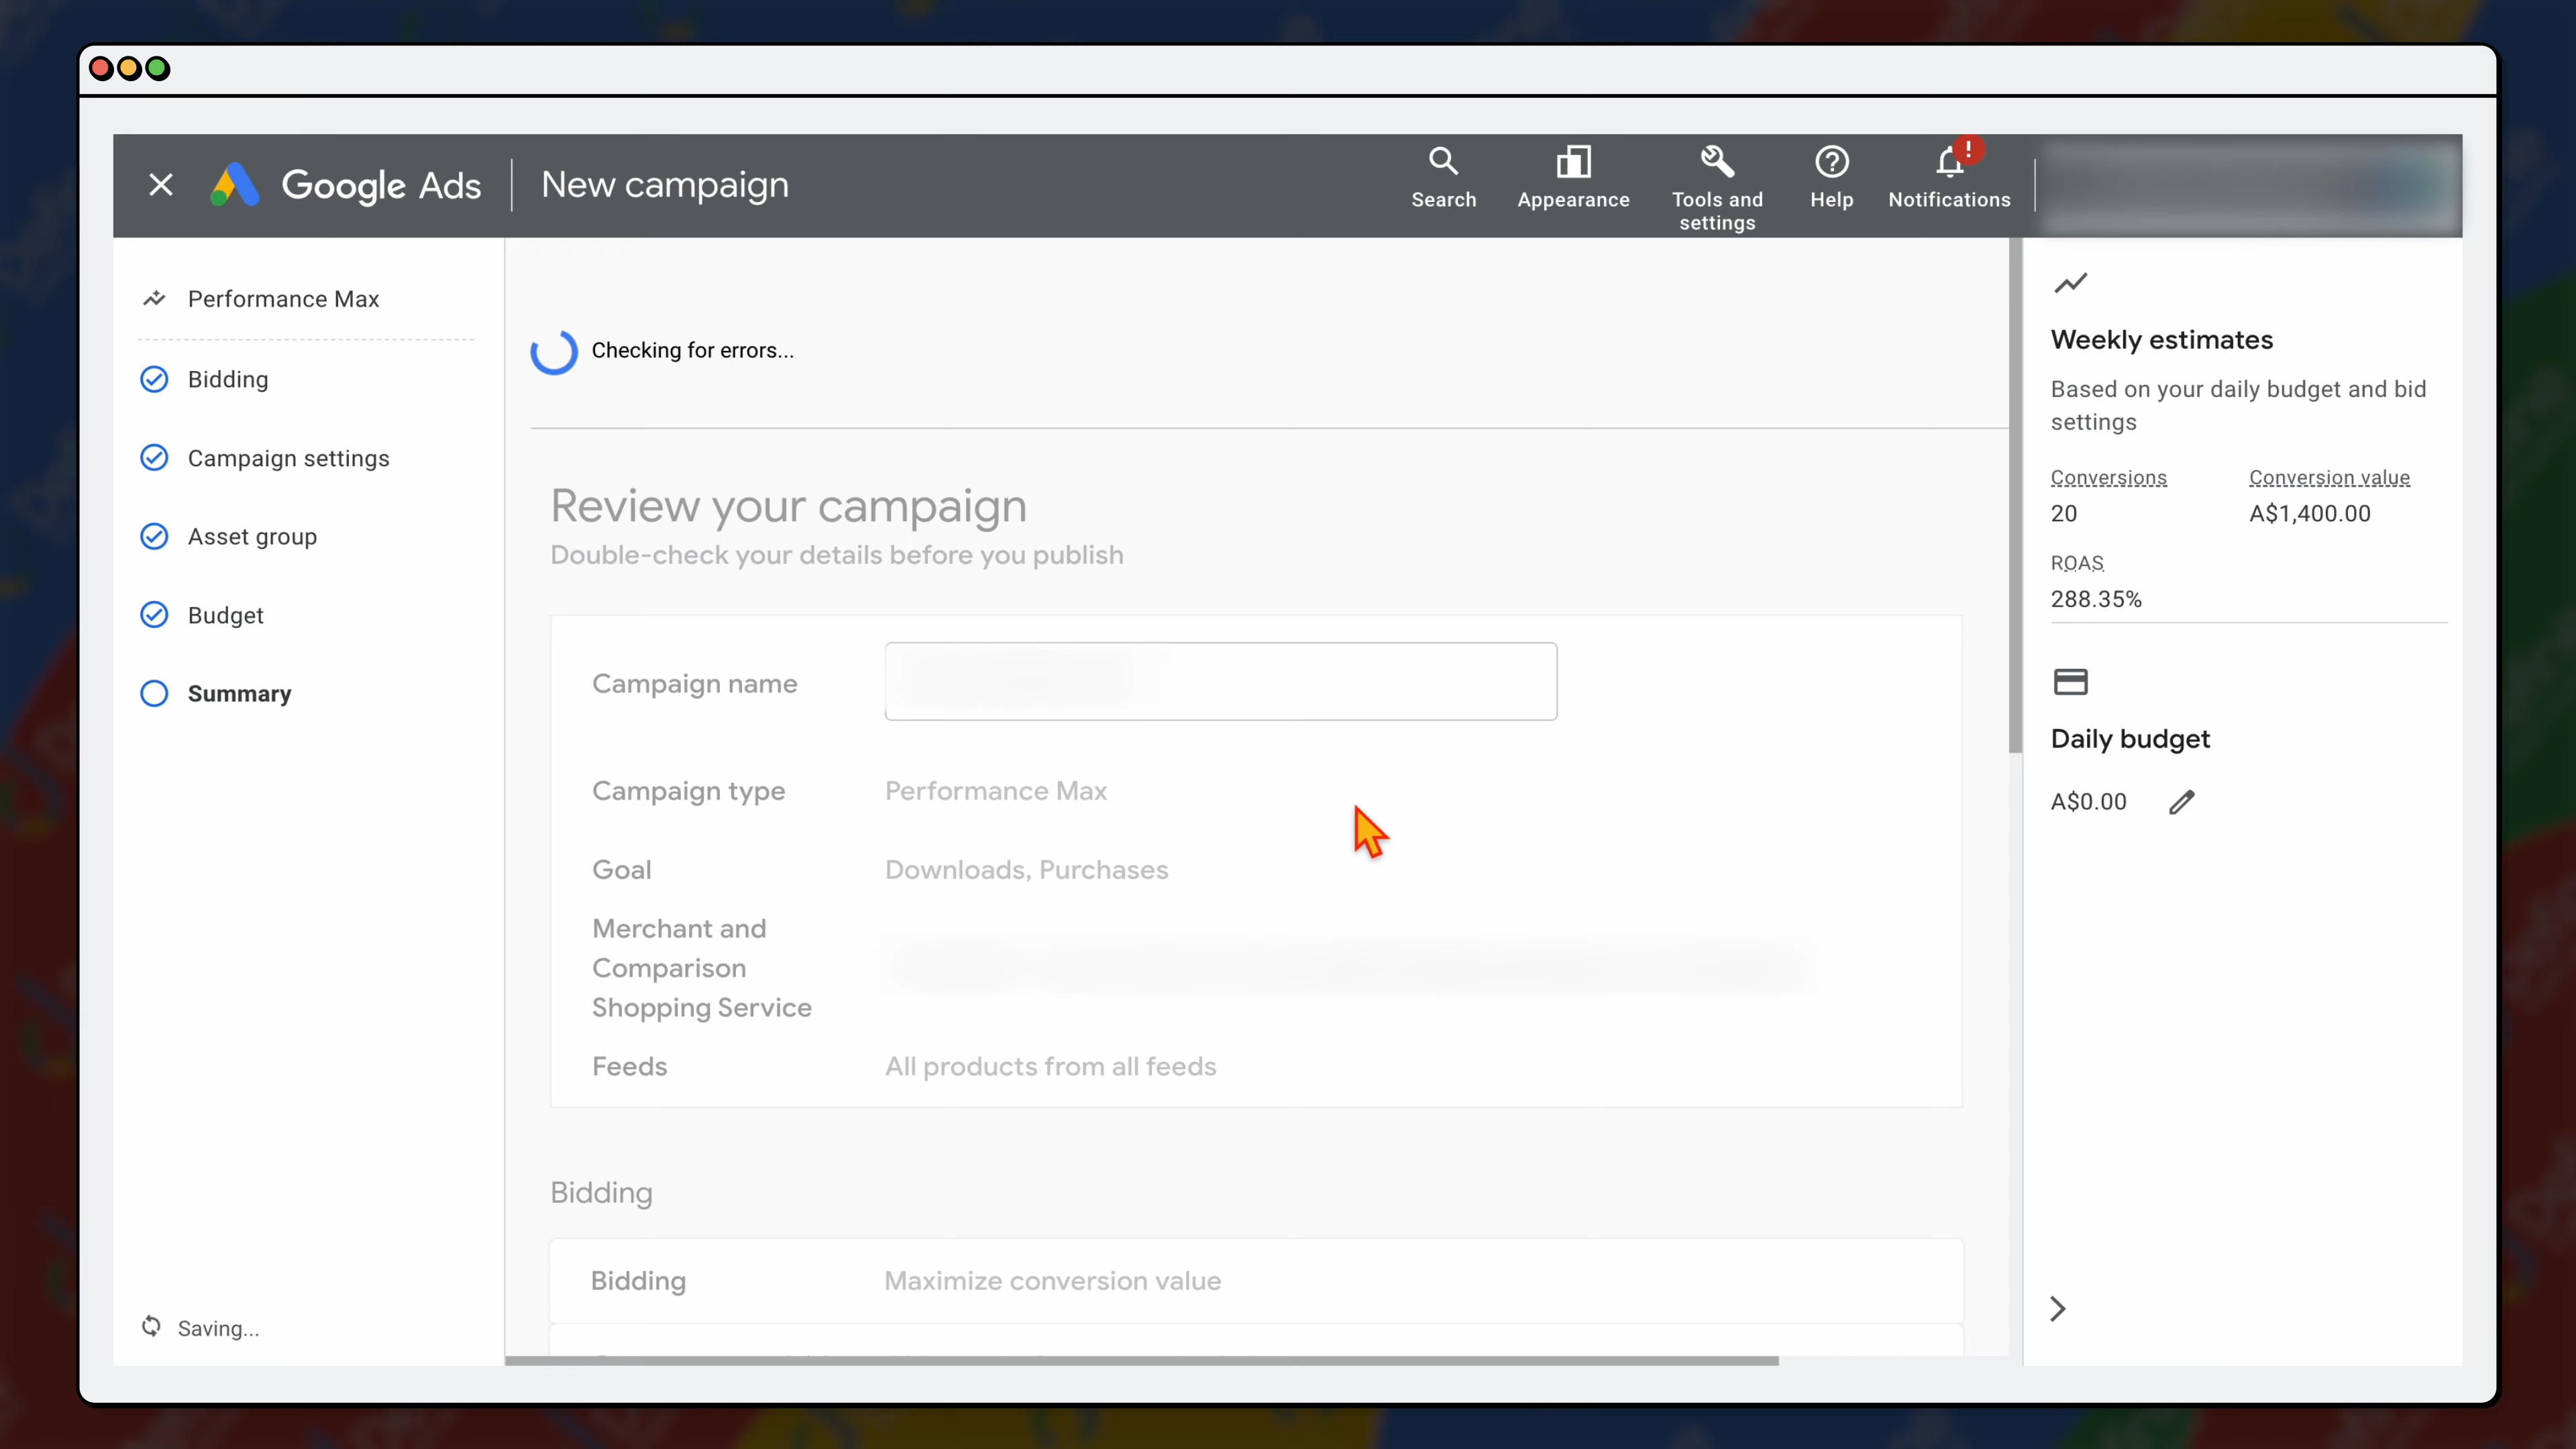 Google Ads
New campaign
Search
Appearance
Tools and
settings
Help
Notifications
!
Performance Max
Bidding
Campaign settings
Asset group
Budget
Summary
Saving...
Checking for errors...
Review your campaign
Double-check your details before you publish
Campaign name
Campaign type
Performance Max
Goal
Downloads, Purchases
Merchant and
Comparison
Shopping Service
Feeds
All products from all feeds
Bidding
Bidding
Maximize conversion value
Weekly estimates
Based on your daily budget and bid
settings
Conversions
Conversion value
20
A$1,400.00
ROAS
288.35%
Daily budget
A$0.00